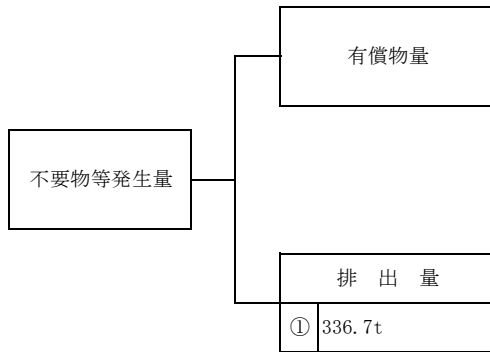 有償物量
不要物等発生量
排　出　量
① 336.7t